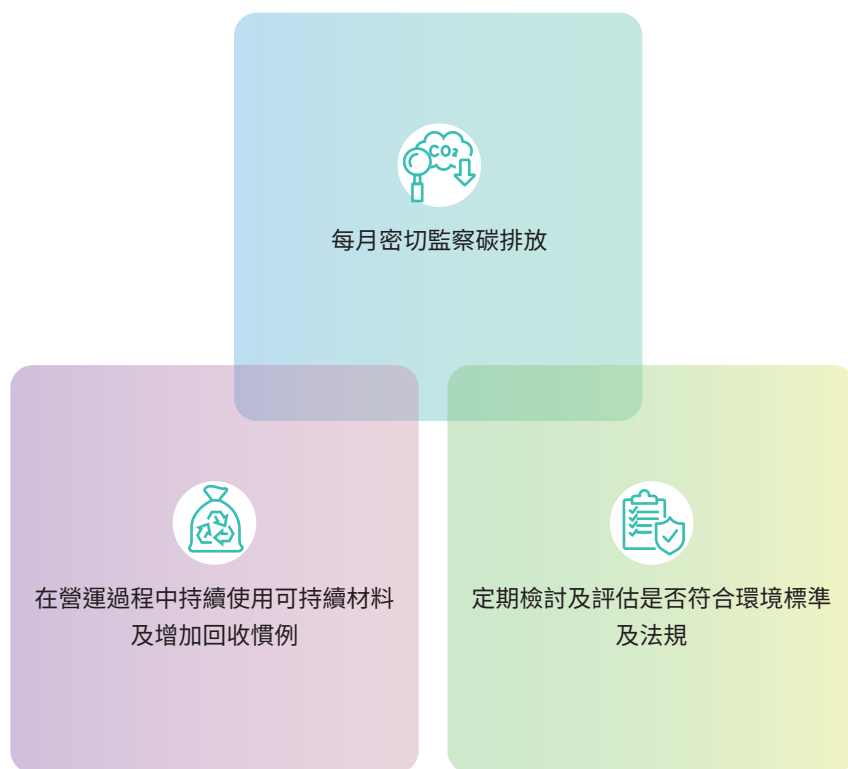 CO₂
每月密切監察碳排放
在營運過程中持續使用可持續材料
及增加回收慣例
定期檢討及評估是否符合環境標準
及法規